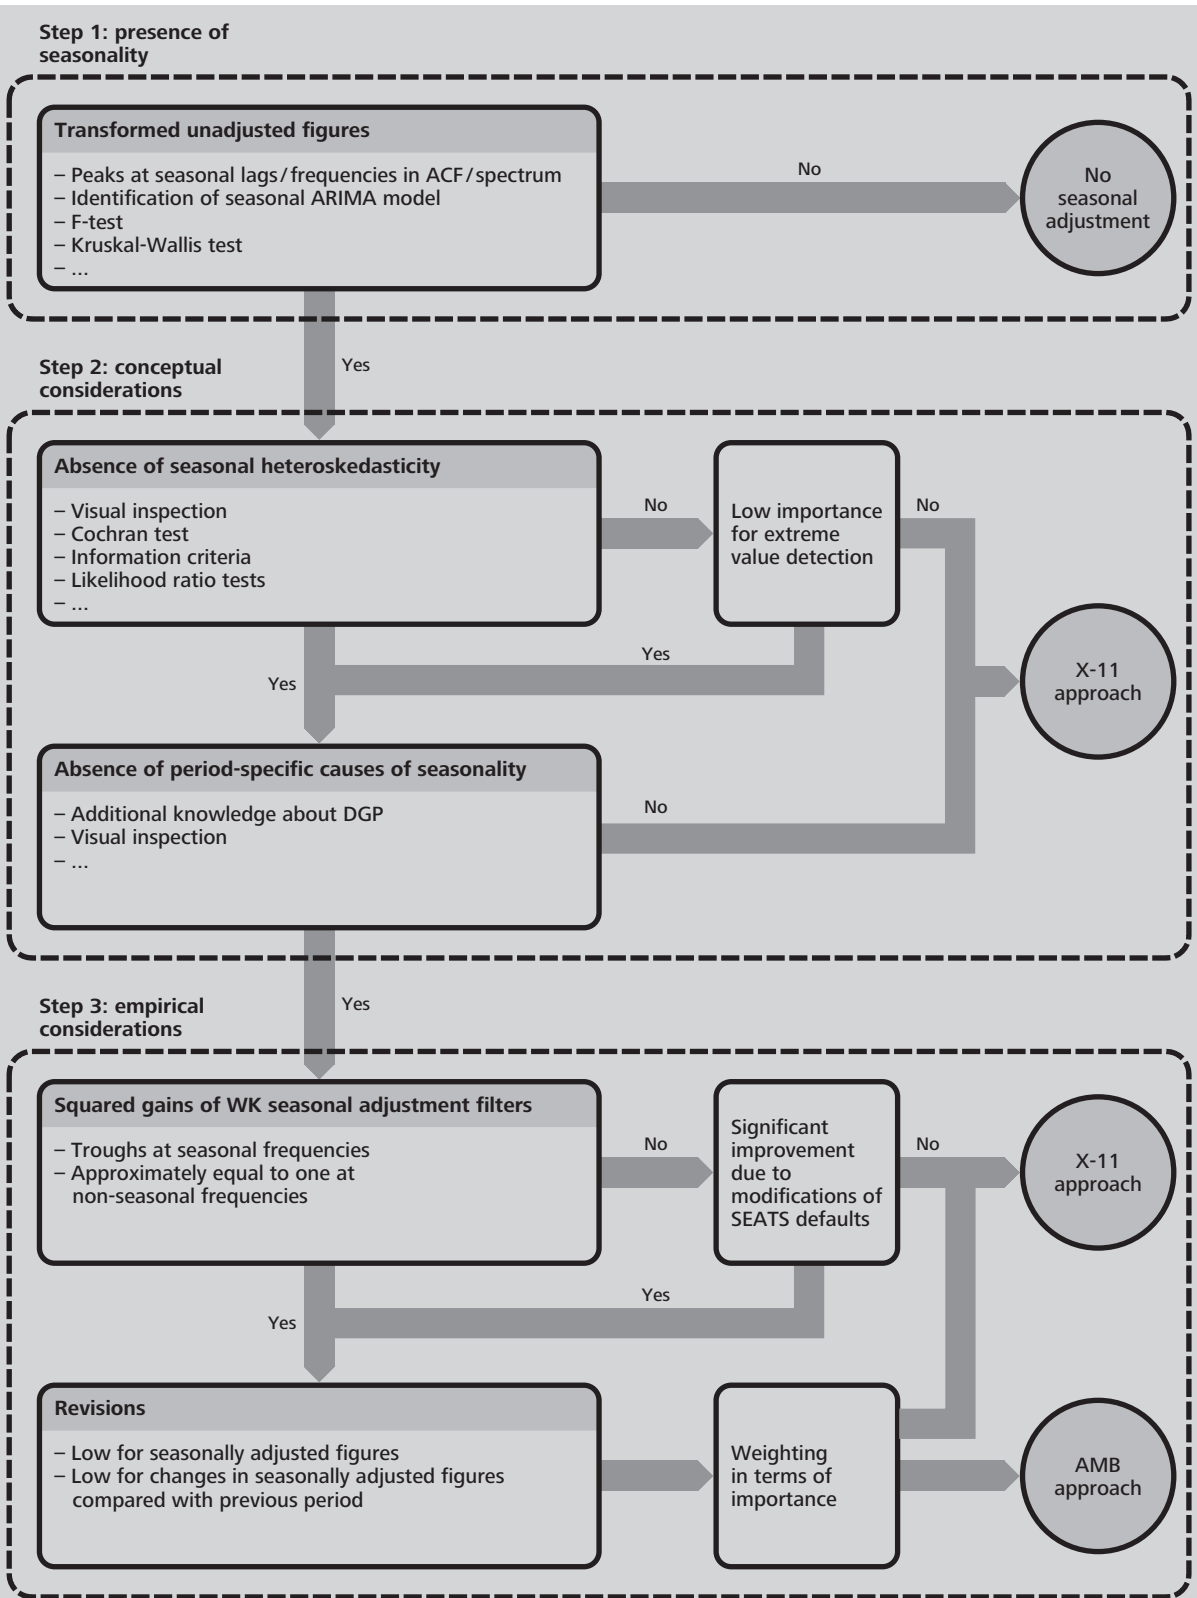 Step 1: presence of
seasonality
Transformed unadjusted figures
– Peaks at seasonal lags/frequencies in ACF/spectrum
– Identification of seasonal ARIMA model
– F-test
– Kruskal-Wallis test
– ...
No
No
seasonal
adjustment
Yes
Step 2: conceptual
considerations
Absence of seasonal heteroskedasticity
– Visual inspection
– Cochran test
– Information criteria
– Likelihood ratio tests
– ...
No
Low importance
for extreme
value detection
No
Yes
Yes
X-11
approach
Absence of period-specific causes of seasonality
– Additional knowledge about DGP
– Visual inspection
– ...
No
Yes
Step 3: empirical
considerations
Squared gains of WK seasonal adjustment filters
– Troughs at seasonal frequencies
– Approximately equal to one at
non-seasonal frequencies
No
Significant
improvement
due to
modifications of
SEATS defaults
No
X-11
approach
Yes
Yes
Revisions
– Low for seasonally adjusted figures
– Low for changes in seasonally adjusted figures
compared with previous period
Weighting
in terms of
importance
AMB
approach